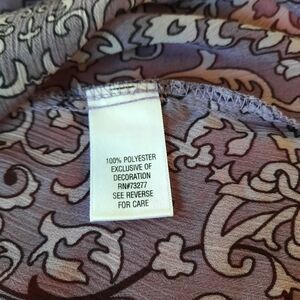 100% POLYESTER
EXCLUSIVE OF
DECORATION
RN#73277
SEE REVERSE
FOR CARE